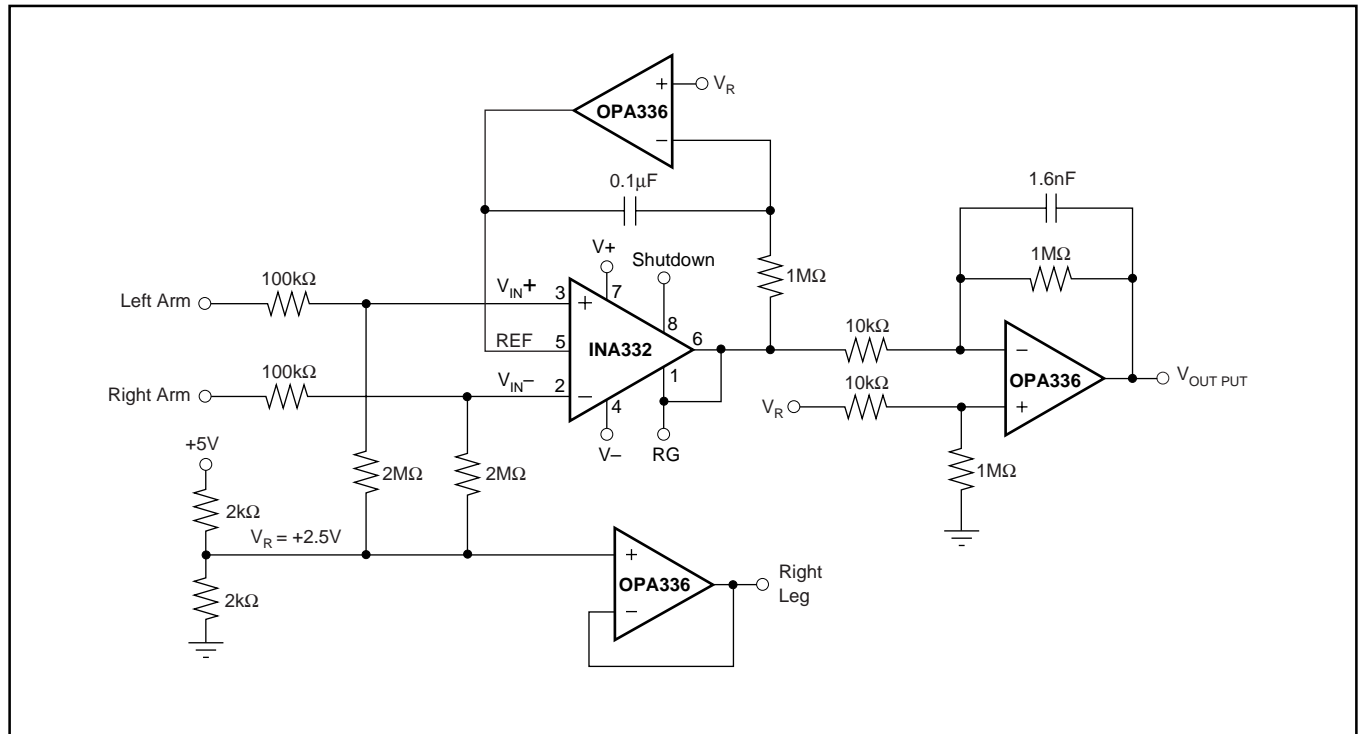 V_R
+
OPA336
−
0.1μF
1.6nF
V+
Shutdown
1MΩ
1MΩ
100kΩ
V_IN+
3
+
7
8
Left Arm
REF
5
INA332
6
10kΩ
−
OPA336
V_OUT PUT
100kΩ
V_IN−
2
−
1
10kΩ
+
Right Arm
4
V_R
V−
RG
+5V
2MΩ
2MΩ
1MΩ
2kΩ
V_R = +2.5V
+
OPA336
−
Right
Leg
2kΩ